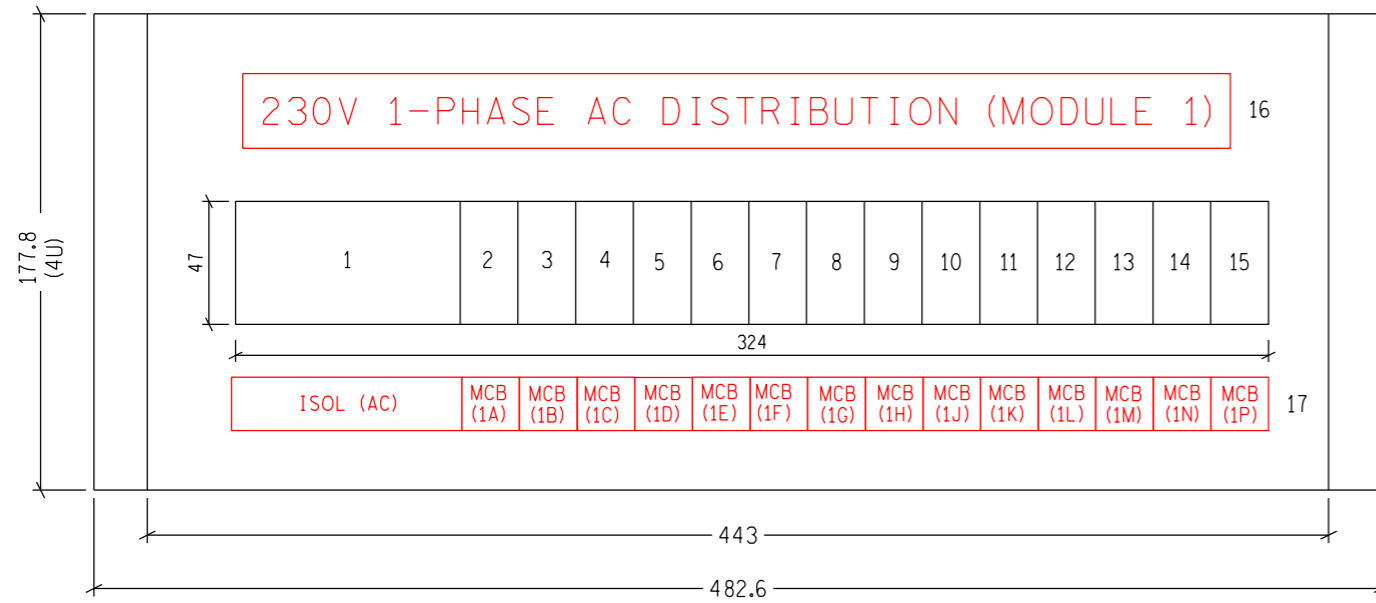 230V 1-PHASE AC DISTRIBUTION (MODULE 1)
16
177.8
(4U)
47
1 2 3 4 5 6 7 8 9 10 11 12 13 14 15
324
ISOL (AC)
MCB (1A)
MCB (1B)
MCB (1C)
MCB (1D)
MCB (1E)
MCB (1F)
MCB (1G)
MCB (1H)
MCB (1J)
MCB (1K)
MCB (1L)
MCB (1M)
MCB (1N)
MCB (1P)
17
443
482.6